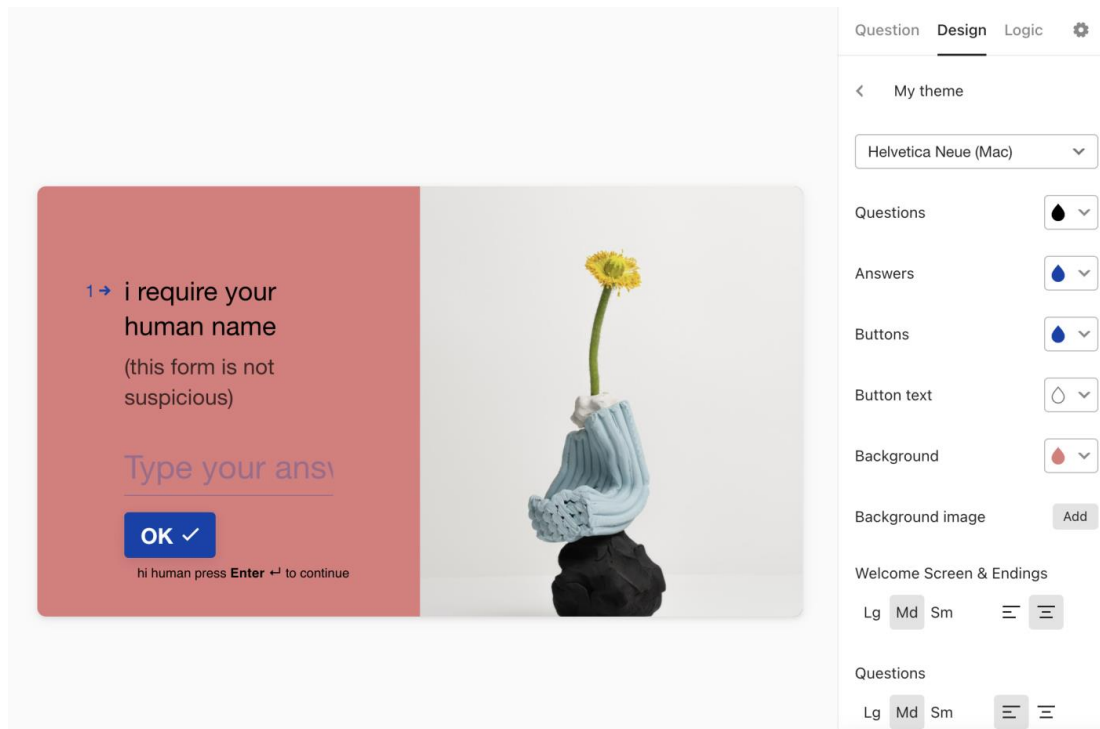 Question Design Logic
My theme
Helvetica Neue (Mac)
Questions
Answers
Buttons
Button text
Background
Background image Add
Welcome Screen & Endings
Lg Md Sm
Questions
Lg Md Sm
1→ i require your
human name
(this form is not
suspicious)
Type your
OK ✓
hi human press Enter ↵ to continue